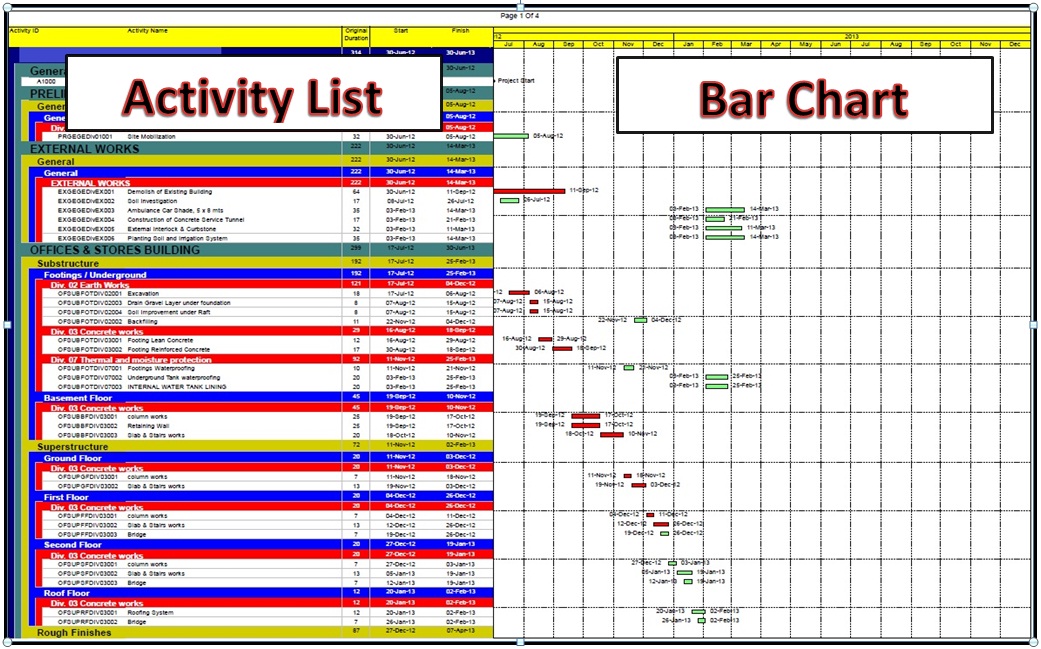 Page 1 Of 4
Activity ID Activity Name Original Duration Start Finish 2013
Jul Aug Sep Oct Nov Dec Jan Feb Mar Apr May Jun Jul Aug Sep Oct Nov Dec
314 30-Jun-12 30-Jun-13
30-Jun-12
A1000 Project Start
05-Aug-12
05-Aug-12
05-Aug-12
Div. 05-Aug-12
Activity List
Bar Chart
PRGEGEDiv01001 Site Mobilization 32 30-Jun-12 05-Aug-12 05-Aug-12
EXTERNAL WORKS 222 30-Jun-12 14-Mar-13
General 222 30-Jun-12 14-Mar-13
General 222 30-Jun-12 14-Mar-13
EXTERNAL WORKS 222 30-Jun-12 14-Mar-13
EXGEGEDivEX001 Demolish of Existing Building 64 30-Jun-12 11-Sep-12 11-Sep-12
EXGEGEDivEX002 Soil Investigation 17 08-Jul-12 26-Jul-12 26-Jul-12
EXGEGEDivEX003 Ambulance Car Shade, 5 x 8 mts 35 03-Feb-13 14-Mar-13 03-Feb-13 14-Mar-13
EXGEGEDivEX004 Construction of Concrete Service Tunnel 17 03-Feb-13 21-Feb-13 03-Feb-13 21-Feb-13
EXGEGEDivEX005 External Interlock & Curbstone 32 03-Feb-13 11-Mar-13 03-Feb-13 11-Mar-13
EXGEGEDivEX006 Planting Soil and Irrigation System 35 03-Feb-13 14-Mar-13 03-Feb-13 14-Mar-13
OFFICES & STORES BUILDING 299 17-Jul-12 30-Jun-13
Substructure 192 17-Jul-12 25-Feb-13
Footings / Underground 192 17-Jul-12 25-Feb-13
Div. 02 Earth Works 121 17-Jul-12 04-Dec-12
OFSUBFOTDIV02001 Excavation 18 17-Jul-12 06-Aug-12 06-Aug-12
OFSUBFOTDIV02003 Drain Gravel Layer under foundation 8 07-Aug-12 15-Aug-12 07-Aug-12 15-Aug-12
OFSUBFOTDIV02004 Soil Improvement under Raft 8 07-Aug-12 15-Aug-12 07-Aug-12 15-Aug-12
OFSUBFOTDIV02002 Backfilling 11 22-Nov-12 04-Dec-12 22-Nov-12 04-Dec-12
Div. 03 Concrete works 29 16-Aug-12 18-Sep-12
OFSUBFOTDIV03001 Footing Lean Concrete 12 16-Aug-12 29-Aug-12 16-Aug-12 29-Aug-12
OFSUBFOTDIV03002 Footing Reinforced Concrete 17 30-Aug-12 18-Sep-12 30-Aug-12 18-Sep-12
Div. 07 Thermal and moisture protection 92 11-Nov-12 25-Feb-13
OFSUBFOTDIV07001 Footings Waterproofing 10 11-Nov-12 21-Nov-12 11-Nov-12 21-Nov-12
OFSUBFOTDIV07002 Underground Tank waterproofing 20 03-Feb-13 25-Feb-13 03-Feb-13 25-Feb-13
OFSUBFOTDIV07003 INTERNAL WATER TANK LINING 20 03-Feb-13 25-Feb-13 03-Feb-13 25-Feb-13
Basement Floor 45 19-Sep-12 10-Nov-12
Div. 03 Concrete works 45 19-Sep-12 10-Nov-12
OFSUBBFDIV03001 column works 25 19-Sep-12 17-Oct-12 19-Sep-12 17-Oct-12
OFSUBBFDIV03002 Retaining Wall 25 19-Sep-12 17-Oct-12 19-Sep-12 17-Oct-12
OFSUBBFDIV03003 Slab & Stairs works 20 18-Oct-12 10-Nov-12 18-Oct-12 10-Nov-12
Superstructure 72 11-Nov-12 02-Feb-13
Ground Floor 20 11-Nov-12 03-Dec-12
Div. 03 Concrete works 20 11-Nov-12 03-Dec-12
OFSUPGFDIV03001 column works 7 11-Nov-12 18-Nov-12 11-Nov-12 18-Nov-12
OFSUPGFDIV03002 Slab & Stairs works 13 19-Nov-12 03-Dec-12 19-Nov-12 03-Dec-12
First Floor 20 04-Dec-12 26-Dec-12
Div. 03 Concrete works 20 04-Dec-12 26-Dec-12
OFSUPFFDIV03001 column works 7 04-Dec-12 11-Dec-12 04-Dec-12 11-Dec-12
OFSUPFFDIV03002 Slab & Stairs works 13 12-Dec-12 26-Dec-12 12-Dec-12 26-Dec-12
OFSUPFFDIV03003 Bridge 7 19-Dec-12 26-Dec-12 19-Dec-12 26-Dec-12
Second Floor 20 27-Dec-12 19-Jan-13
Div. 03 Concrete works 20 27-Dec-12 19-Jan-13
OFSUPSFDIV03001 column works 7 27-Dec-12 03-Jan-13 27-Dec-12 03-Jan-13
OFSUPSFDIV03002 Slab & Stairs works 13 05-Jan-13 19-Jan-13 05-Jan-13 19-Jan-13
OFSUPSFDIV03003 Bridge 7 12-Jan-13 19-Jan-13 12-Jan-13 19-Jan-13
Roof Floor 12 20-Jan-13 02-Feb-13
Div. 03 Concrete works 12 20-Jan-13 02-Feb-13
OFSUPRFDIV03001 Roofing System 12 20-Jan-13 02-Feb-13 20-Jan-13 02-Feb-13
OFSUPRFDIV03002 Bridge 7 26-Jan-13 02-Feb-13 26-Jan-13 02-Feb-13
Rough Finishes 87 27-Dec-12 07-Apr-13